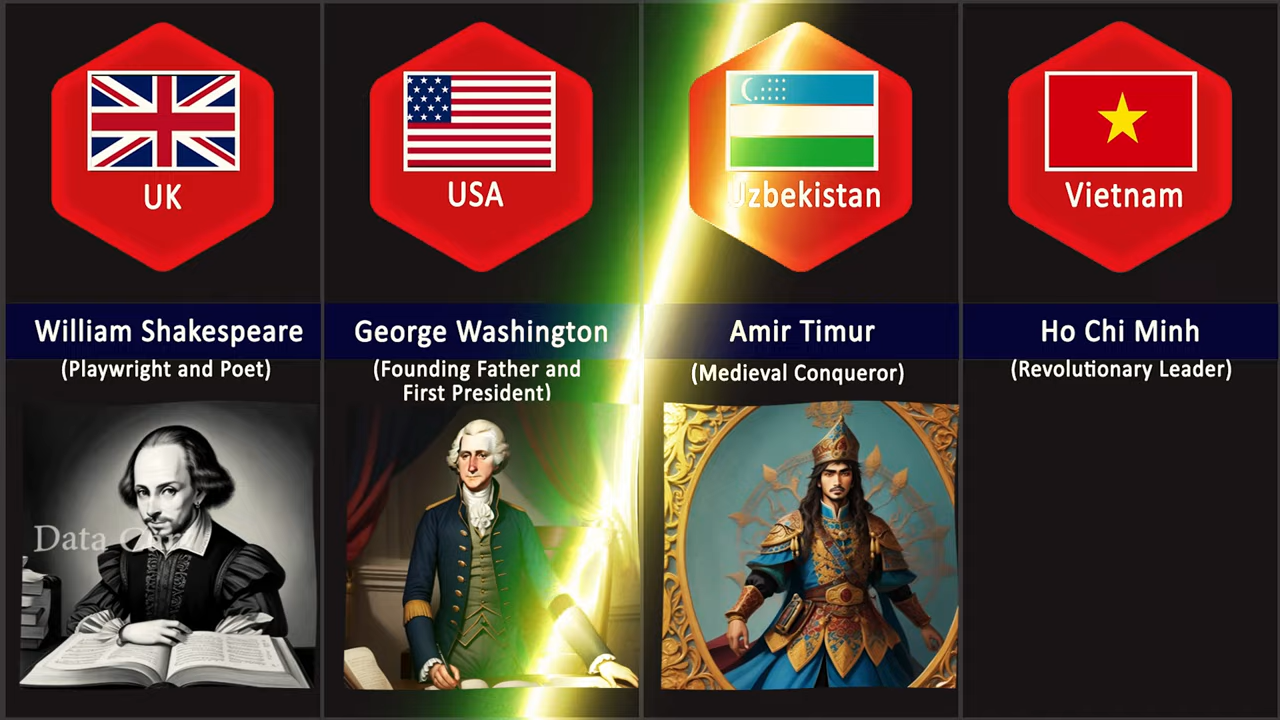 UK
USA
Uzbekistan
Vietnam
William Shakespeare
(Playwright and Poet)
George Washington
(Founding Father and
First President)
Amir Timur
(Medieval Conqueror)
Ho Chi Minh
(Revolutionary Leader)
Data